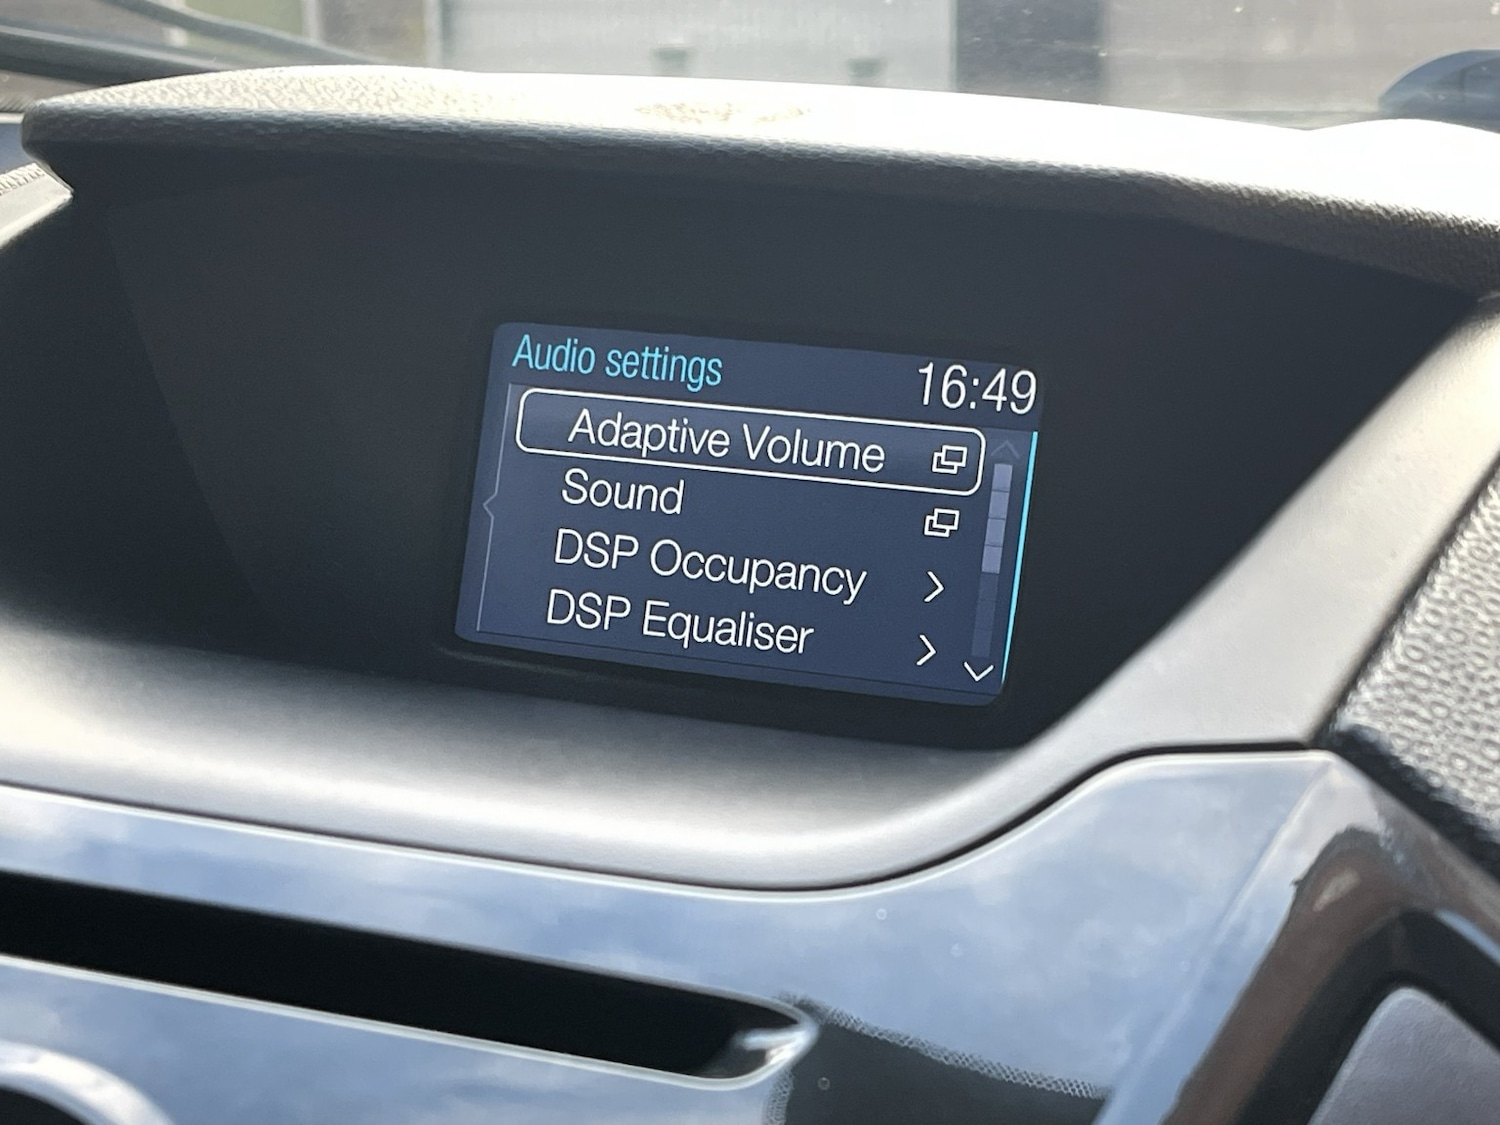 Audio settings
16:49
Adaptive Volume
Sound
DSP Occupancy
DSP Equaliser